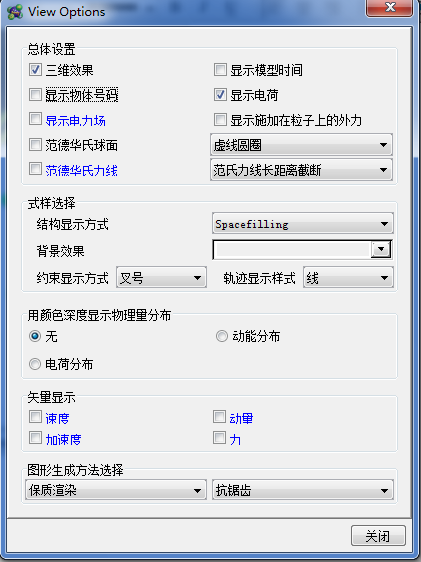 View Options
总体设置
三维效果 显示模型时间
显示物体号码 显示电荷
显示电力场 显示施加在粒子上的外力
范德华氏球面 虚线圆圈
范德华氏力线 范氏力线长距离截断
式样选择
结构显示方式 Spacefilling
背景效果
约束显示方式 叉号 轨迹显示样式 线
用颜色深度显示物理量分布
无 动能分布
电荷分布
矢量显示
速度 动量
加速度 力
图形生成方法选择
保质渲染 抗锯齿
关闭